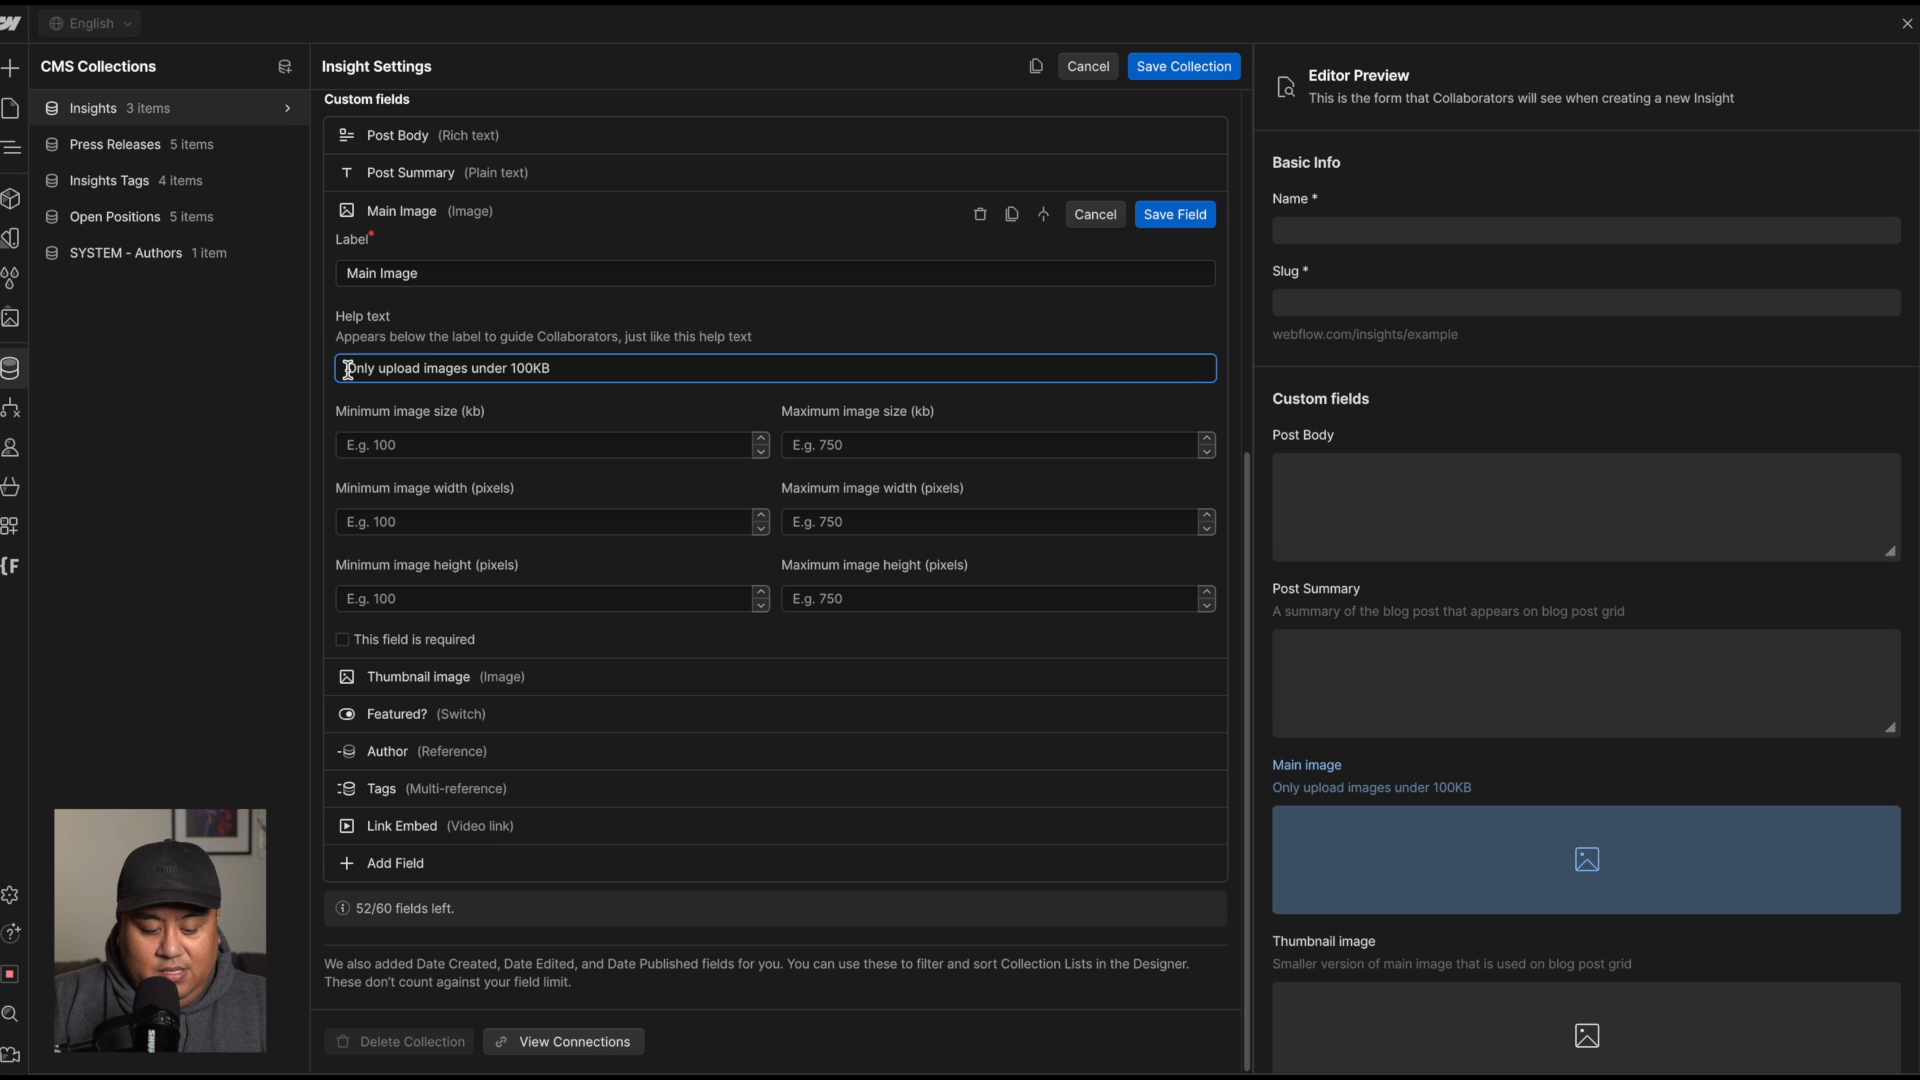 English
CMS Collections
Insights 3 items
Press Releases 5 items
Insights Tags 4 items
Open Positions 5 items
SYSTEM - Authors 1 item
Insight Settings
Cancel
Save Collection
Custom fields
Post Body (Rich text)
Post Summary (Plain text)
Main Image (Image)
Cancel
Save Field
Label*
Main Image
Help text
Appears below the label to guide Collaborators, just like this help text
Only upload images under 100KB
Minimum image size (kb)
Maximum image size (kb)
E.g. 100
E.g. 750
Minimum image width (pixels)
Maximum image width (pixels)
E.g. 100
E.g. 750
Minimum image height (pixels)
Maximum image height (pixels)
E.g. 100
E.g. 750
This field is required
Thumbnail image (Image)
Featured? (Switch)
Author (Reference)
Tags (Multi-reference)
Link Embed (Video link)
Add Field
52/60 fields left.
We also added Date Created, Date Edited, and Date Published fields for you. You can use these to filter and sort Collection Lists in the Designer.
These don't count against your field limit.
Delete Collection
View Connections
Editor Preview
This is the form that Collaborators will see when creating a new Insight
Basic Info
Name *
Slug *
webflow.com/insights/example
Custom fields
Post Body
Post Summary
A summary of the blog post that appears on blog post grid
Main image
Only upload images under 100KB
Thumbnail image
Smaller version of main image that is used on blog post grid